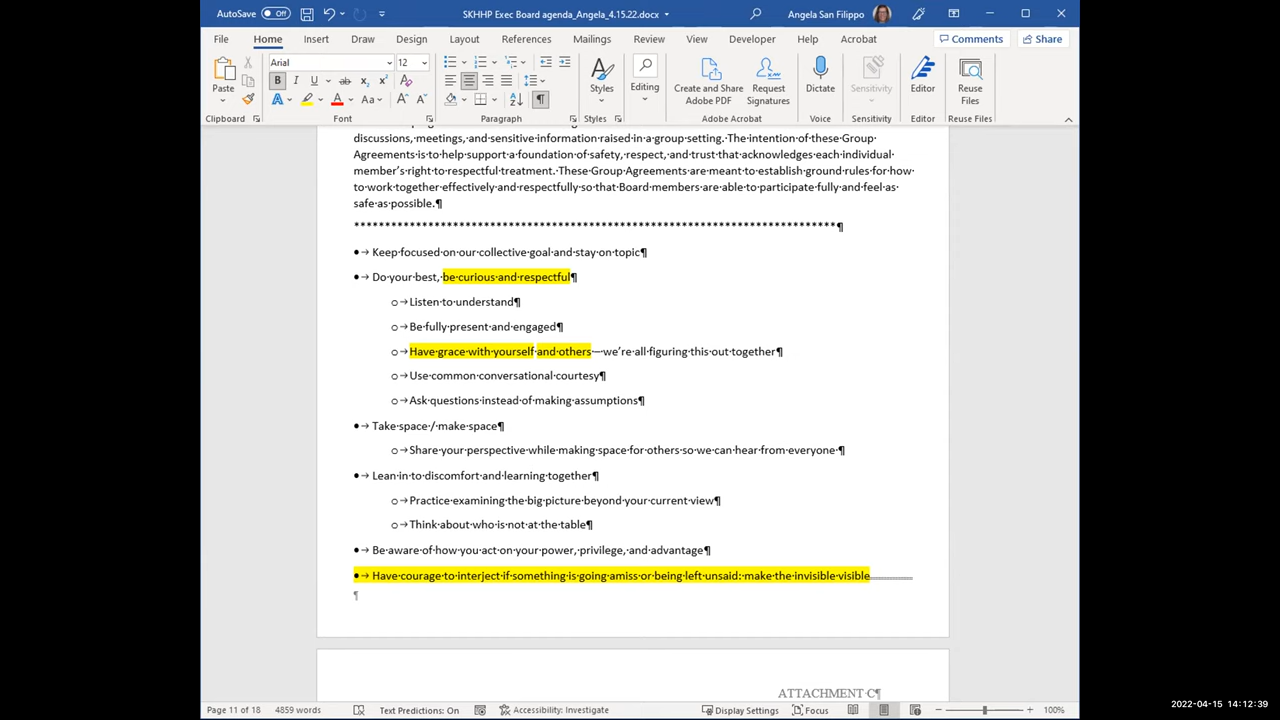 AutoSave Off SKHHP Exec Board agenda_Angela_4.15.22.docx Angela San Filippo
File Home Insert Draw Design Layout References Mailings Review View Developer Help Acrobat Comments Share
Arial 12
Paste
Styles
Editing
Create and Share Adobe PDF
Request Signatures
Dictate
Sensitivity
Editor
Reuse Files
Clipboard Font Paragraph Styles Adobe Acrobat Voice Sensitivity Editor Reuse Files
discussions, meetings, and sensitive information raised in a group setting. The intention of these Group
Agreements is to help support a foundation of safety, respect, and trust that acknowledges each individual
member's right to respectful treatment. These Group Agreements are meant to establish ground rules for how
to work together effectively and respectfully so that Board members are able to participate fully and feel as
safe as possible.¶
******************************************************************************¶
• Keep focused on our collective goal and stay on topic¶
• Do your best, be curious and respectful¶
o Listen to understand¶
o Be fully present and engaged¶
o Have grace with yourself and others – we're all figuring this out together¶
o Use common conversational courtesy¶
o Ask questions instead of making assumptions¶
• Take space / make space¶
o Share your perspective while making space for others so we can hear from everyone ¶
• Lean in to discomfort and learning together¶
o Practice examining the big picture beyond your current view¶
o Think about who is not at the table¶
• Be aware of how you act on your power, privilege, and advantage¶
• Have courage to interject if something is going amiss or being left unsaid: make the invisible visible
¶
ATTACHMENT C¶
Page 11 of 18 4859 words Text Predictions: On Accessibility: Investigate Display Settings Focus 100%
2022-04-15 14:12:39